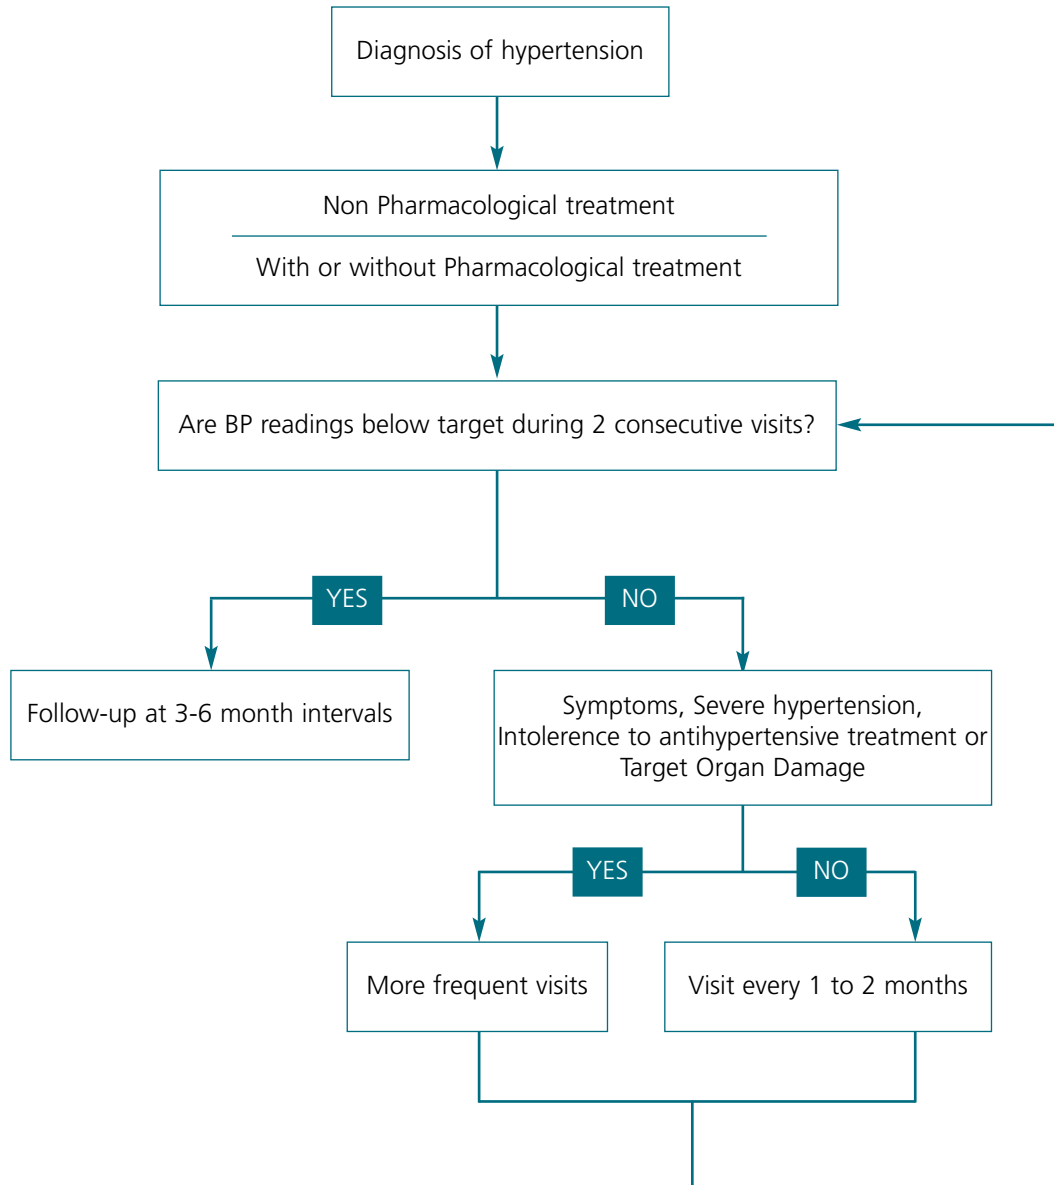 Diagnosis of hypertension
Non Pharmacological treatment
With or without Pharmacological treatment
Are BP readings below target during 2 consecutive visits?
YES
NO
Follow-up at 3-6 month intervals
Symptoms, Severe hypertension,
Intolerence to antihypertensive treatment or
Target Organ Damage
YES
NO
More frequent visits
Visit every 1 to 2 months